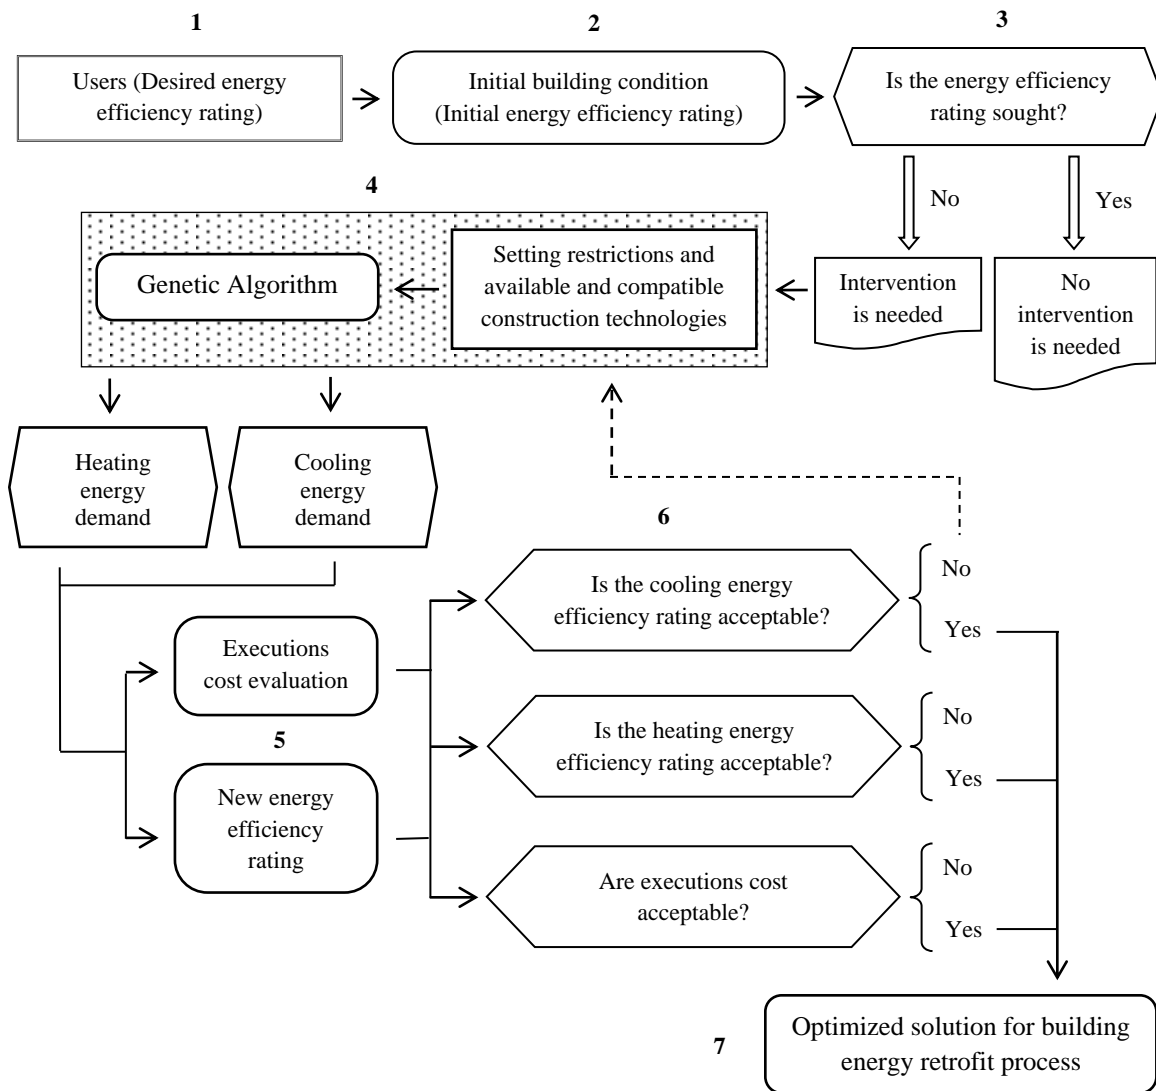 1
2
3
Users (Desired energy
efficiency rating)
Initial building condition
(Initial energy efficiency rating)
Is the energy efficiency
rating sought?
No
Yes
4
Setting restrictions and
available and compatible
construction technologies
Genetic Algorithm
Intervention
is needed
No
intervention
is needed
Heating
energy
demand
Cooling
energy
demand
6
Is the cooling energy
efficiency rating acceptable?
No
Yes
Executions
cost evaluation
5
New energy
efficiency
rating
Is the heating energy
efficiency rating acceptable?
No
Yes
Are executions cost
acceptable?
No
Yes
7
Optimized solution for building
energy retrofit process